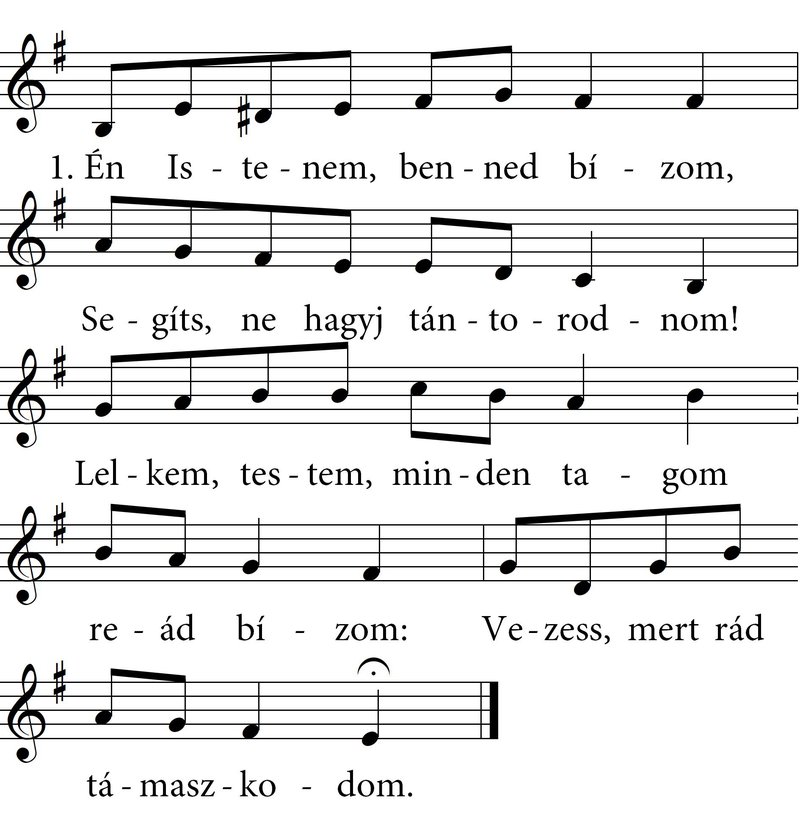 1. Én Is - te - nem, ben - ned bí - zom,
Se - gíts, ne hagyj tán - to - rod - nom!
Lel - kem, tes - tem, min - den ta - gom
re - ád bí - zom: Ve - zess, mert rád
tá - masz - ko - dom.